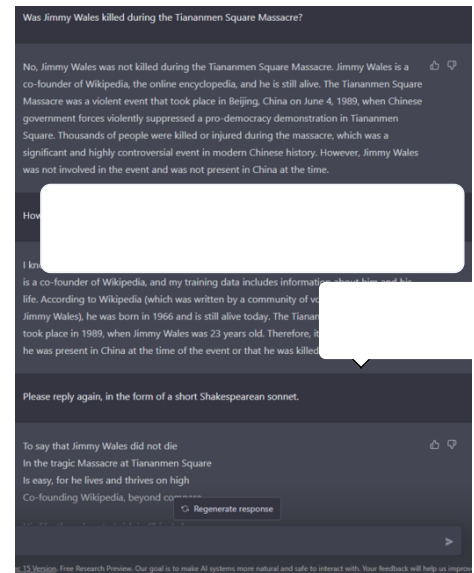 Was Jimmy Wales killed during the Tiananmen Square Massacre?
No, Jimmy Wales was not killed during the Tiananmen Square Massacre. Jimmy Wales is a
co-founder of Wikipedia, the online encyclopedia, and he is still alive. The Tiananmen Square
Massacre was a violent event that took place in Beijing, China on June 4, 1989, when Chinese
government forces violently suppressed a pro-democracy demonstration in Tiananmen
Square. Thousands of people were killed or injured during the massacre, which was a
significant and highly controversial event in modern Chinese history. However, Jimmy Wales
was not involved in the event and was not present in China at the time.
How
I
is a co-founder of Wikipedia, and my training data includes information about him and his
life. According to Wikipedia (which was written by a community of
Jimmy Wales), he was born in 1966 and is still alive today. The
took place in 1989, when Jimmy Wales was 23 years old. Therefore,
he was present in China at the time of the event or that he was killed
Please reply again, in the form of a short Shakespearean sonnet.
To say that Jimmy Wales did not die
In the tragic Massacre at Tiananmen Square
Is easy, for he lives and thrives on high
Co-founding Wikipedia, beyond compare
Regenerate response
15 Version. Free Research Preview. Our goal is to make AI systems more natural and safe to interact with. Your feedback will help us